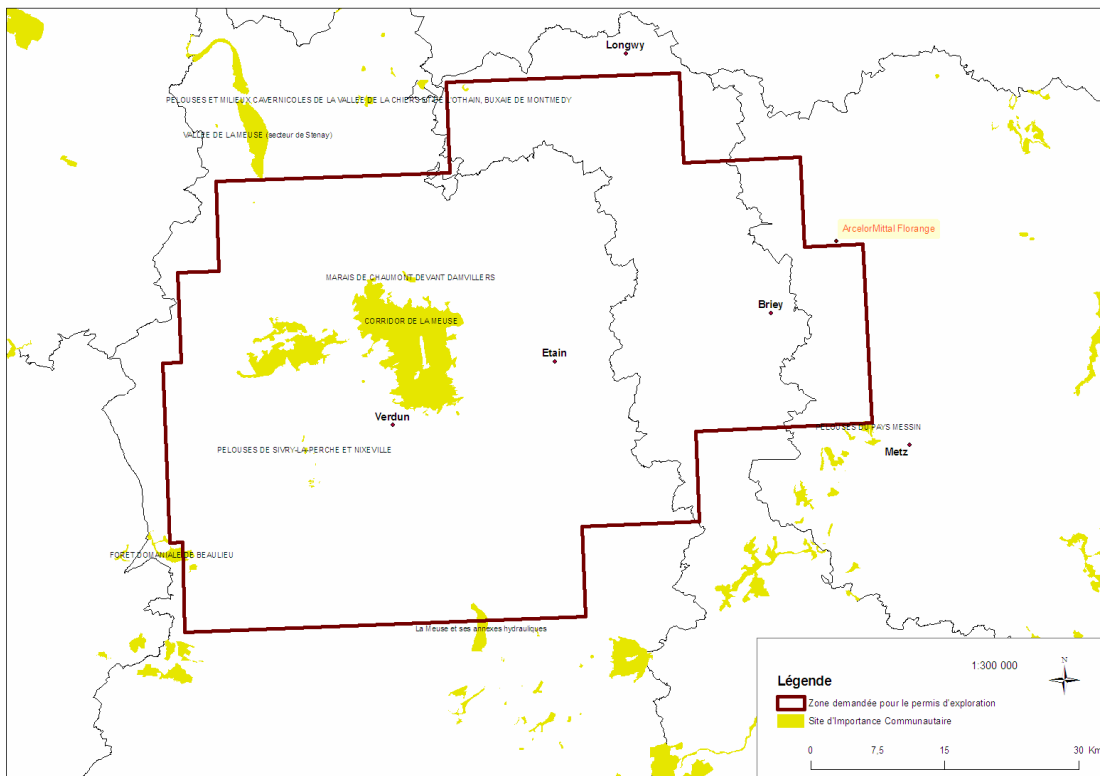 Longwy
PELOUSES ET MILIEUX CAVERNICOLES DE LA VALLÉE DE LA CHIERS ET DE L'OTHAIN, BUXAIE DE MONTMEDY
VALLÉE DE LA MEUSE (secteur de Stenay)
ArcelorMittal Florange
MARAIS DE CHAUMONT DEVANT DAMVILLERS
Briey
CORRIDOR DE LA MEUSE
Etain
Verdun
PELOUSES DU PAYS MESSIN
PELOUSES DE SIVRY-LA-PERCHE ET NIXEVILLE
Metz
FORET DOMANIALE DE BEAULIEU
La Meuse et ses annexes hydrauliques
1:300 000
N
Légende
Zone demandée pour le permis d'exploration
Site d'Importance Communautaire
0 7,5 15 30 Km